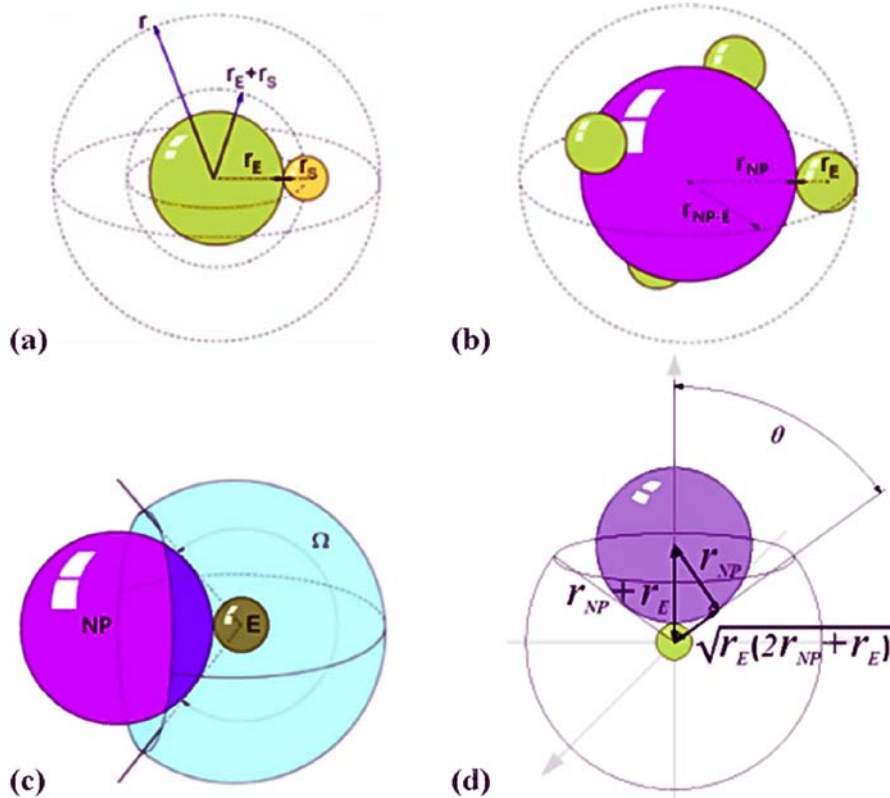 r
r_E+r_S
r_E
r_S
(a)
r_NP
r_E
r_NP-E
(b)
Ω
NP
E
(c)
θ
r_NP
r_NP + r_E
√r_E(2r_NP+r_E)
(d)